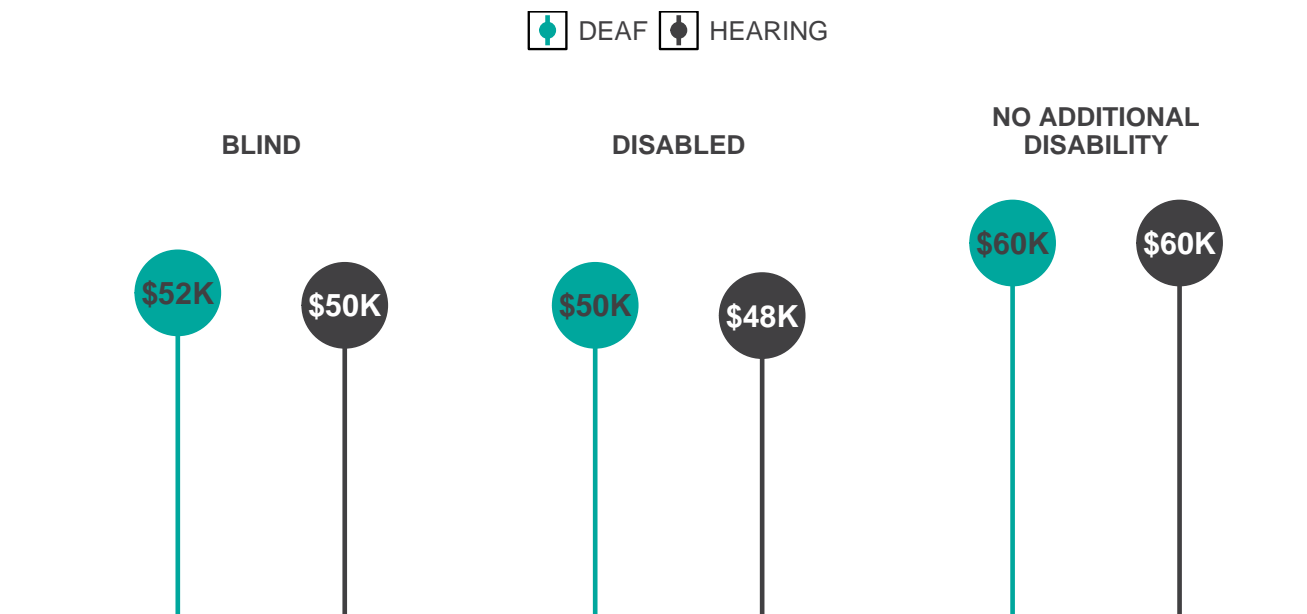 DEAF HEARING
BLIND
DISABLED
NO ADDITIONAL
DISABILITY
$52K
$50K
$50K
$48K
$60K
$60K